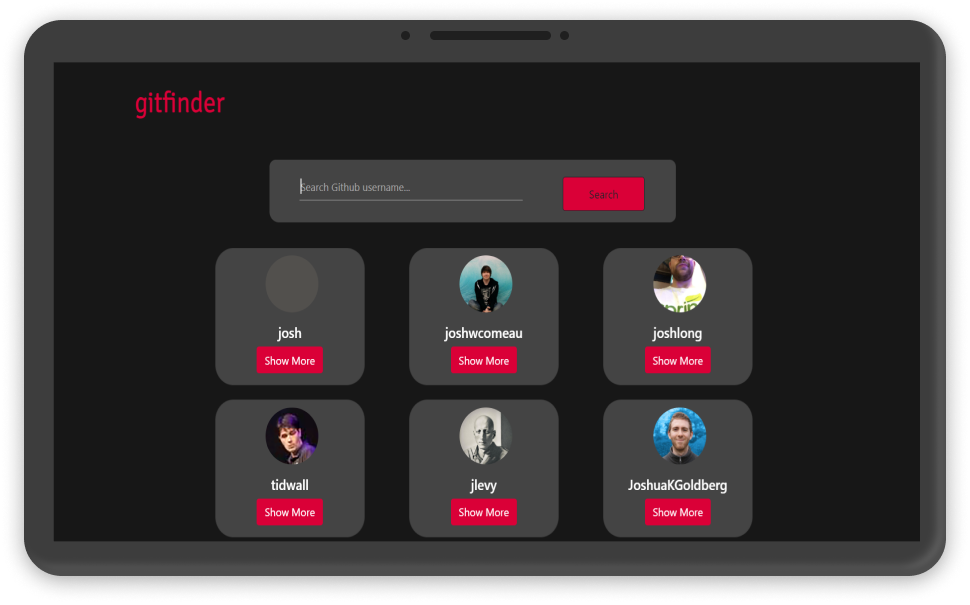 gitfinder
Search Github username...
Search
josh
joshwcomeau
joshlong
Show More
Show More
Show More
tidwall
jlevy
JoshuaKGoldberg
Show More
Show More
Show More